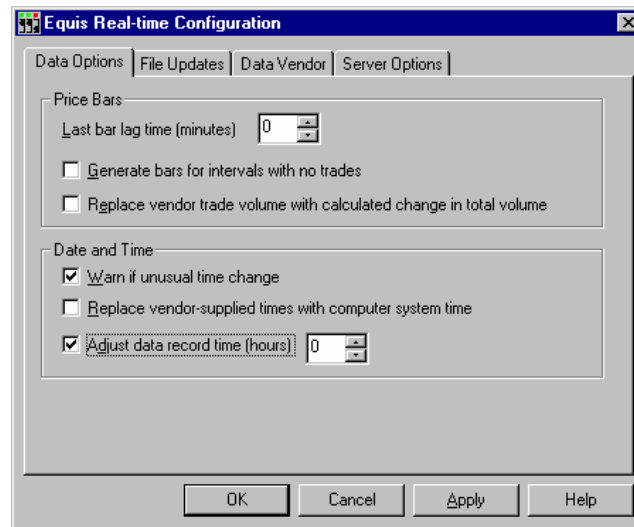 Equis Real-time Configuration
Data Options File Updates Data Vendor Server Options
Price Bars
Last bar lag time (minutes) 0
Generate bars for intervals with no trades
Replace vendor trade volume with calculated change in total volume
Date and Time
Warn if unusual time change
Replace vendor-supplied times with computer system time
Adjust data record time (hours) 0
OK Cancel Apply Help